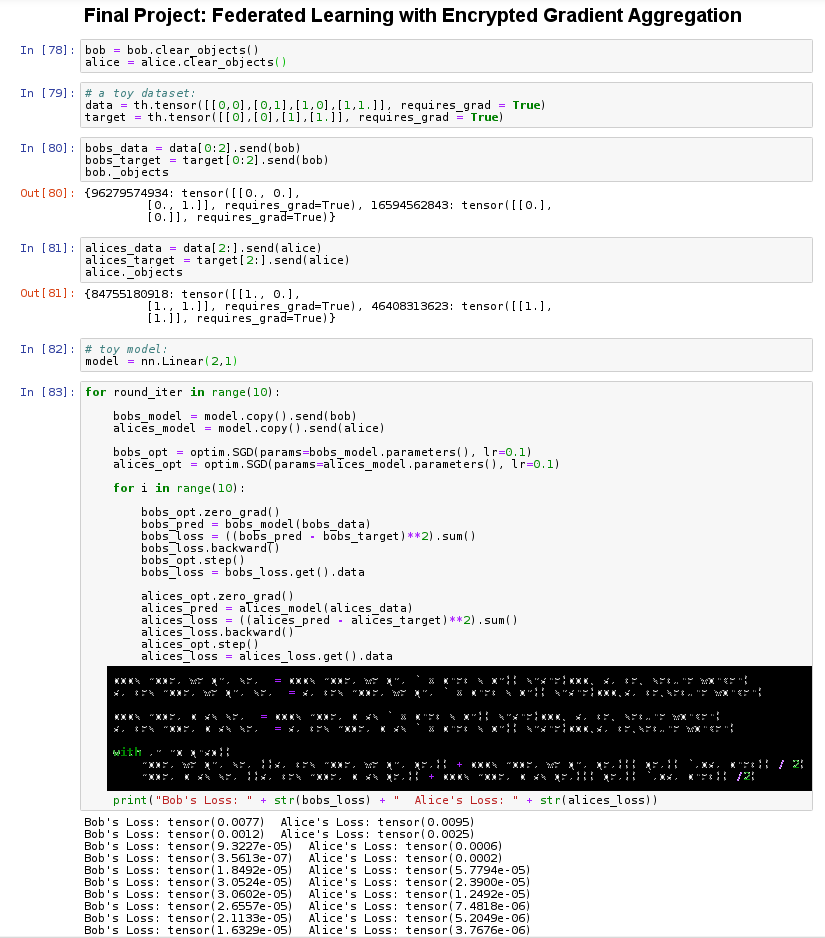 Final Project: Federated Learning with Encrypted Gradient Aggregation
In [78]: bob = bob.clear_objects()
alice = alice.clear_objects()
In [79]: # a toy dataset:
data = th.tensor([[0,0],[0,1],[1,0],[1,1.]], requires_grad = True)
target = th.tensor([[0],[0],[1],[1.]], requires_grad = True)
In [80]: bobs_data = data[0:2].send(bob)
bobs_target = target[0:2].send(bob)
bob._objects
Out[80]: {96279574934: tensor([[0., 0.],
[0., 1.]], requires_grad=True), 16594562843: tensor([[0.],
[0.]], requires_grad=True)}
In [81]: alices_data = data[2:].send(alice)
alices_target = target[2:].send(alice)
alice._objects
Out[81]: {84755180918: tensor([[1., 0.],
[1., 1.]], requires_grad=True), 46408313623: tensor([[1.],
[1.]], requires_grad=True)}
In [82]: # toy model:
model = nn.Linear(2,1)
In [83]: for round_iter in range(10):
bobs_model = model.copy().send(bob)
alices_model = model.copy().send(alice)
bobs_opt = optim.SGD(params=bobs_model.parameters(), lr=0.1)
alices_opt = optim.SGD(params=alices_model.parameters(), lr=0.1)
for i in range(10):
bobs_opt.zero_grad()
bobs_pred = bobs_model(bobs_data)
bobs_loss = ((bobs_pred - bobs_target)**2).sum()
bobs_loss.backward()
bobs_opt.step()
bobs_loss = bobs_loss.get().data
alices_opt.zero_grad()
alices_pred = alices_model(alices_data)
alices_loss = ((alices_pred - alices_target)**2).sum()
alices_loss.backward()
alices_opt.step()
alices_loss = alices_loss.get().data
with
print("Bob's Loss: " + str(bobs_loss) + "  Alice's Loss: " + str(alices_loss))
Bob's Loss: tensor(0.0077)  Alice's Loss: tensor(0.0095)
Bob's Loss: tensor(0.0012)  Alice's Loss: tensor(0.0025)
Bob's Loss: tensor(9.3227e-05)  Alice's Loss: tensor(0.0006)
Bob's Loss: tensor(3.5613e-07)  Alice's Loss: tensor(0.0002)
Bob's Loss: tensor(1.8492e-05)  Alice's Loss: tensor(5.7794e-05)
Bob's Loss: tensor(3.0524e-05)  Alice's Loss: tensor(2.3900e-05)
Bob's Loss: tensor(3.0602e-05)  Alice's Loss: tensor(1.2492e-05)
Bob's Loss: tensor(2.6557e-05)  Alice's Loss: tensor(7.4818e-06)
Bob's Loss: tensor(2.1133e-05)  Alice's Loss: tensor(5.2049e-06)
Bob's Loss: tensor(1.6329e-05)  Alice's Loss: tensor(3.7676e-06)